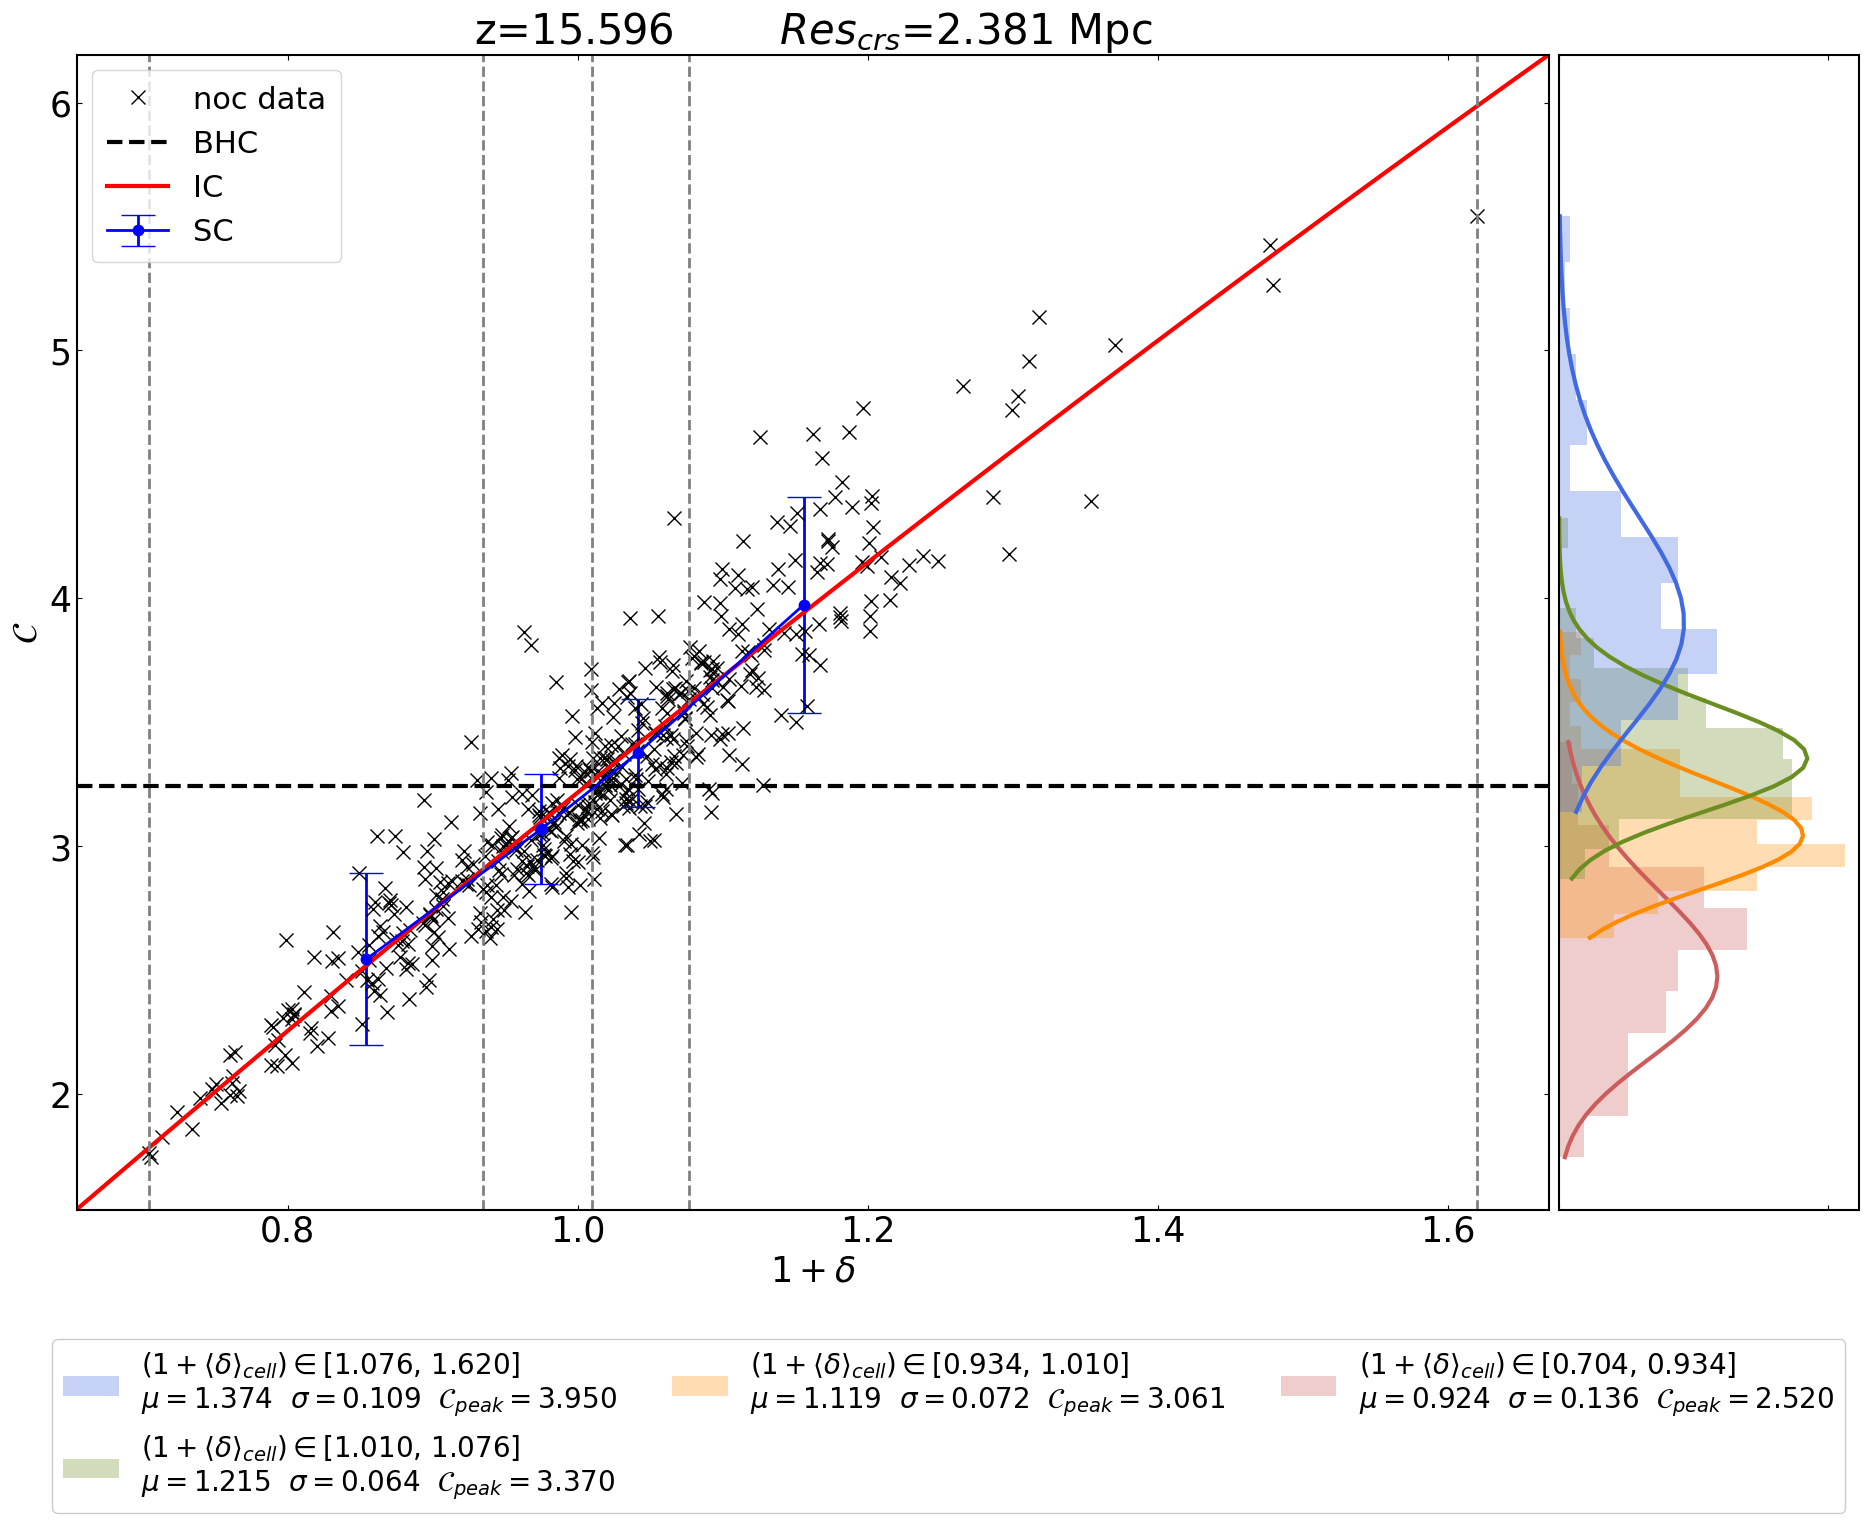 z=15.596 Res_crs=2.381 Mpc
noc data
BHC
IC
SC
6
5
4
3
2
𝒞
0.8 1.0 1.2 1.4 1.6
1 + δ
(1 + ⟨δ⟩_cell) ∈ [1.076, 1.620]
μ = 1.374 σ = 0.109 𝒞_peak = 3.950
(1 + ⟨δ⟩_cell) ∈ [1.010, 1.076]
μ = 1.215 σ = 0.064 𝒞_peak = 3.370
(1 + ⟨δ⟩_cell) ∈ [0.934, 1.010]
μ = 1.119 σ = 0.072 𝒞_peak = 3.061
(1 + ⟨δ⟩_cell) ∈ [0.704, 0.934]
μ = 0.924 σ = 0.136 𝒞_peak = 2.520